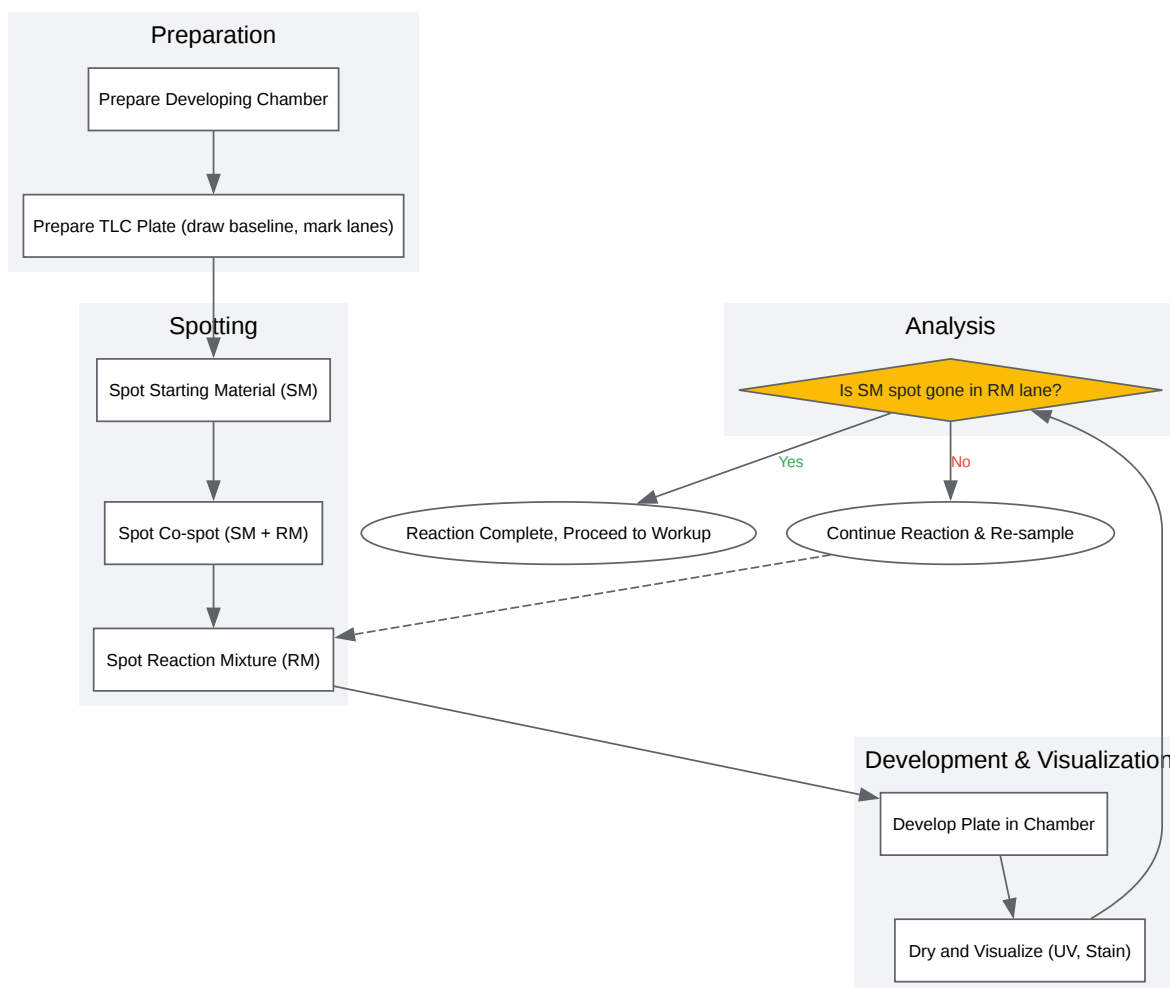 Preparation
Prepare Developing Chamber
Prepare TLC Plate (draw baseline, mark lanes)
Spotting
Spot Starting Material (SM)
Spot Co-spot (SM + RM)
Spot Reaction Mixture (RM)
Analysis
Is SM spot gone in RM lane?
Yes
No
Reaction Complete, Proceed to Workup
Continue Reaction & Re-sample
Development & Visualization
Develop Plate in Chamber
Dry and Visualize (UV, Stain)